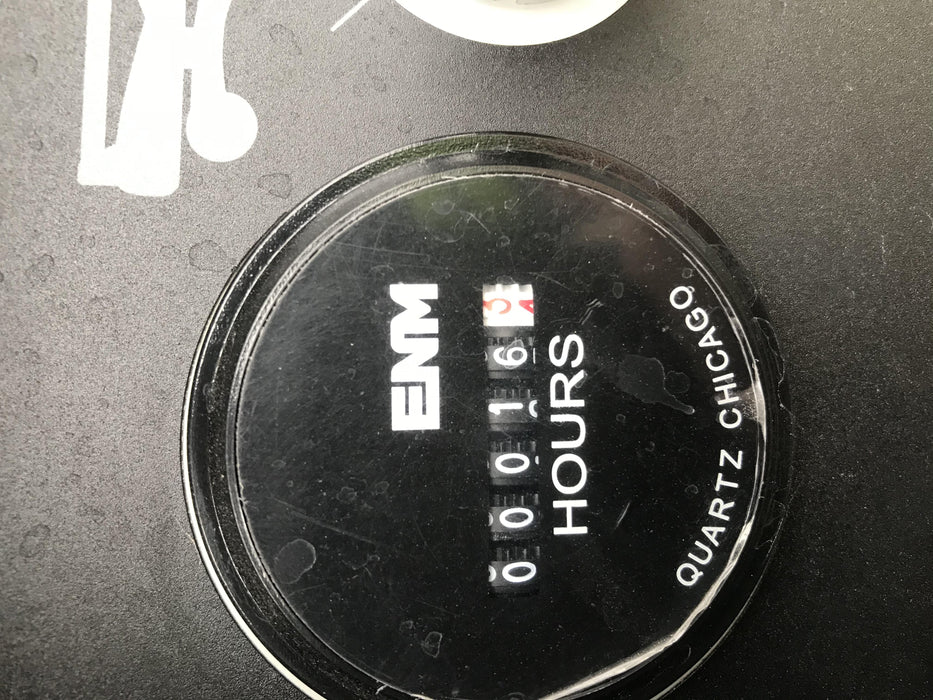 ENM
00016
HOURS
QUARTZ CHICAGO